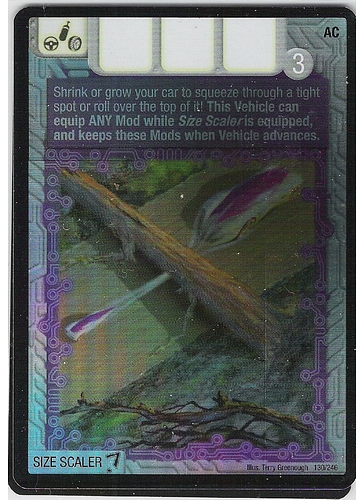 AC
3
Shrink or grow your car to squeeze through a tight
spot or roll over the top of it! This Vehicle can
equip ANY Mod while Size Scaler is equipped,
and keeps these Mods when Vehicle advances.
SIZE SCALER
Illus. Terry Greenough 130/246